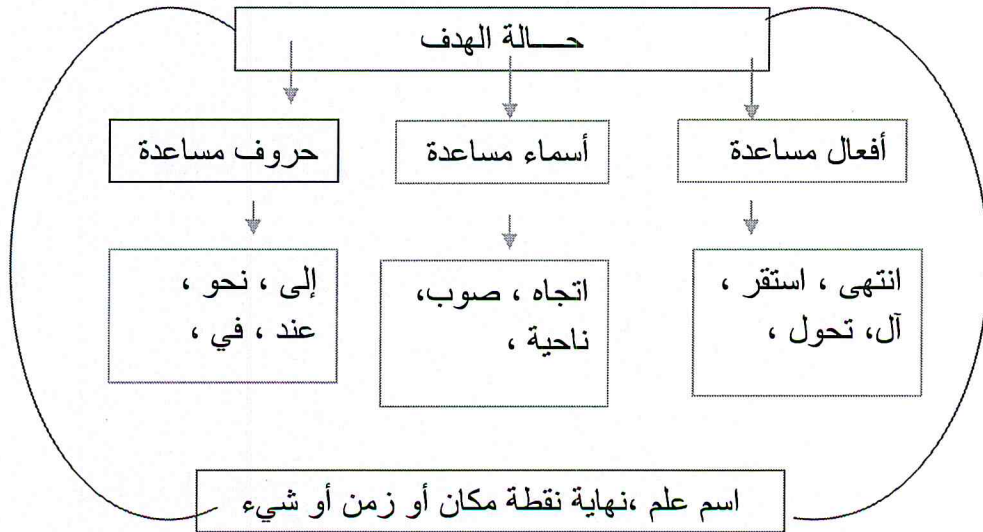 حــــالة الهدف
أفعال مساعدة
أسماء مساعدة
حروف مساعدة
انتهى ، استقر ،
آل، تحول ،
اتجاه ، صوب،
ناحية ،
إلى ، نحو ،
عند ، في ،
اسم علم ،نهاية نقطة مكان أو زمن أو شيء